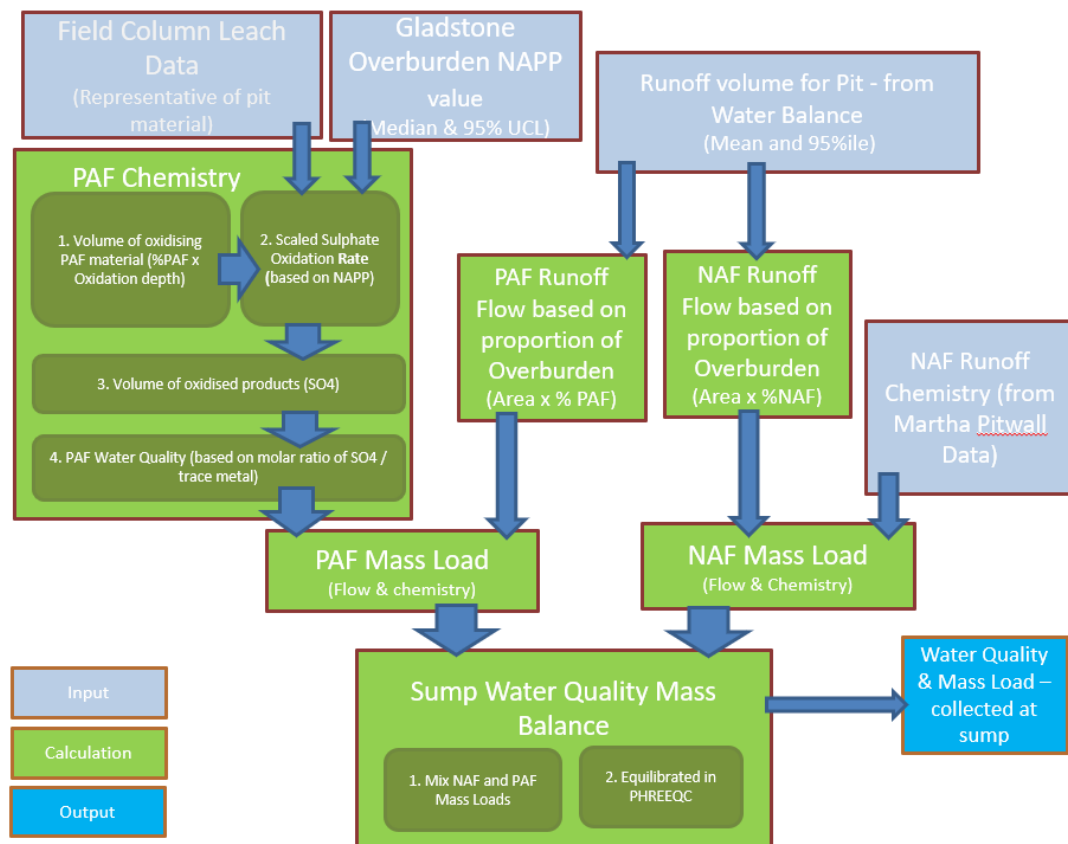 Field Column Leach
Data
(Representative of pit
material)
Gladstone
Overburden NAPP
value
(Median & 95% UCL)
Runoff volume for Pit - from
Water Balance
(Mean and 95%ile)
PAF Chemistry
1. Volume of oxidising
PAF material (%PAF x
Oxidation depth)
2. Scaled Sulphate
Oxidation Rate
(based on NAPP)
3. Volume of oxidised products (SO4)
4. PAF Water Quality (based on molar ratio of SO4 /
trace metal)
PAF Runoff
Flow based on
proportion of
Overburden
(Area x % PAF)
NAF Runoff
Flow based on
proportion of
Overburden
(Area x %NAF)
NAF Runoff
Chemistry (from
Martha Pitwall
Data)
PAF Mass Load
(Flow & chemistry)
NAF Mass Load
(Flow & Chemistry)
Sump Water Quality Mass
Balance
1. Mix NAF and PAF
Mass Loads
2. Equilibrated in
PHREEQC
Water Quality
& Mass Load –
collected at
sump
Input
Calculation
Output